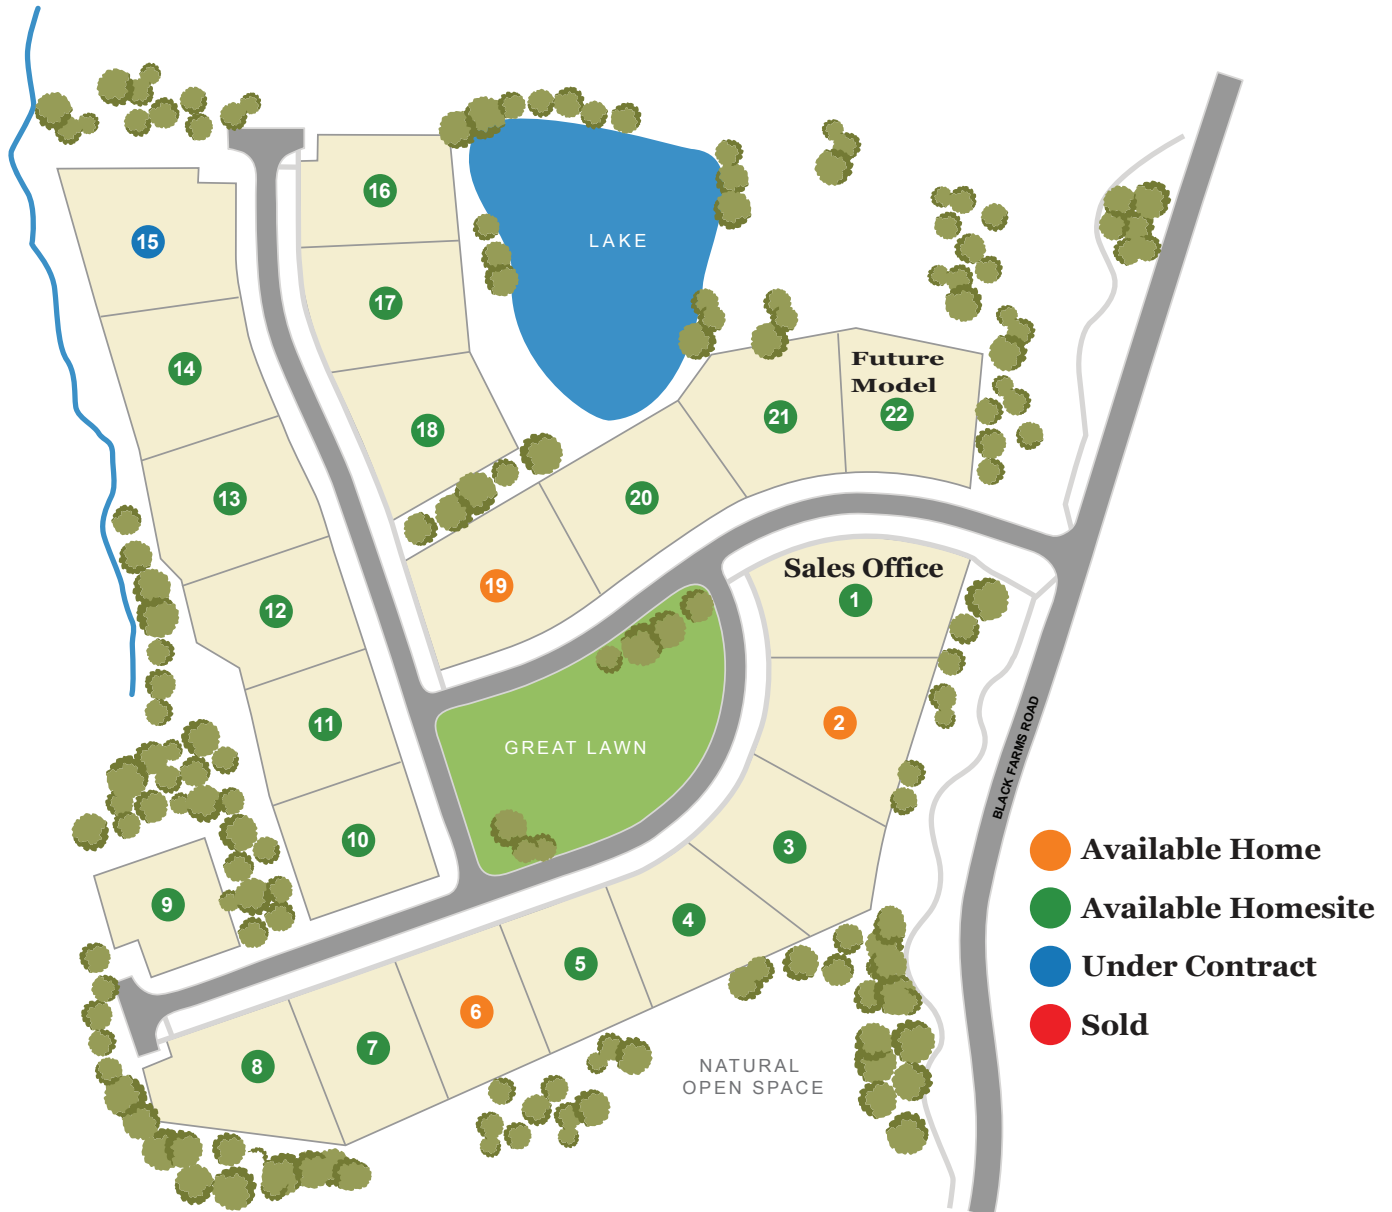 16
LAKE
15
17
Future
Model
14
22
21
18
13
20
Sales Office
19
1
12
2
11
GREAT LAWN
BLACK FARMS ROAD
10
3
Available Home
9
Available Homesite
4
5
Under Contract
6
Sold
7
8
NATURAL
OPEN SPACE